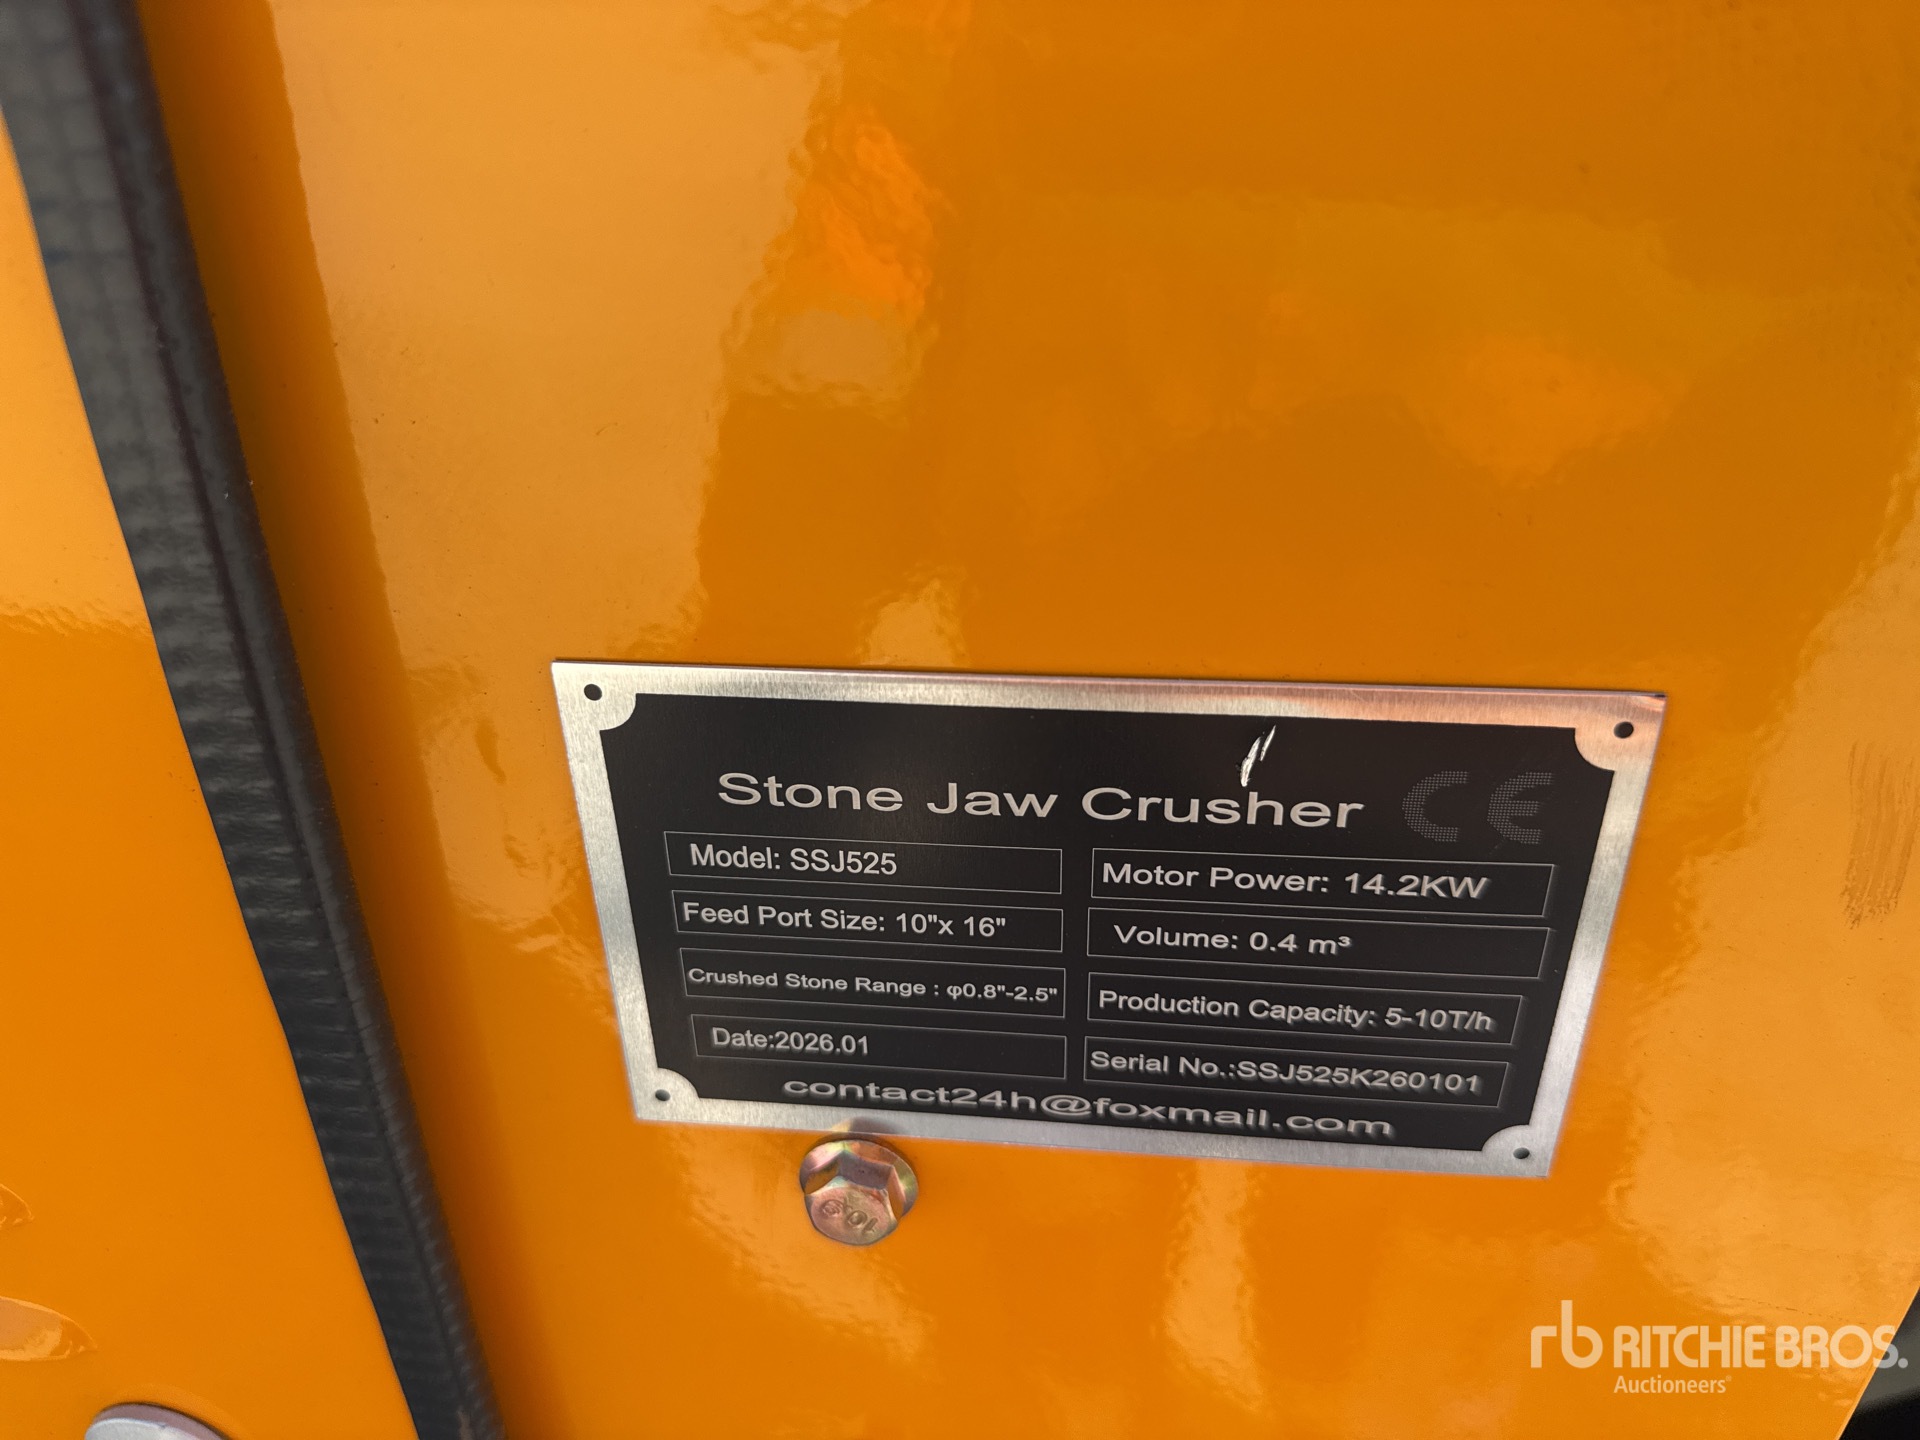 Stone Jaw Crusher CE
Model: SSJ525
Motor Power: 14.2KW
Feed Port Size: 10"x 16"
Volume: 0.4 m³
Crushed Stone Range : φ0.8"-2.5"
Production Capacity: 5-10T/h
Date:2026.01
Serial No.:SSJ525K260101
contact24h@foxmail.com
10.9
rb RITCHIE BROS.
Auctioneers